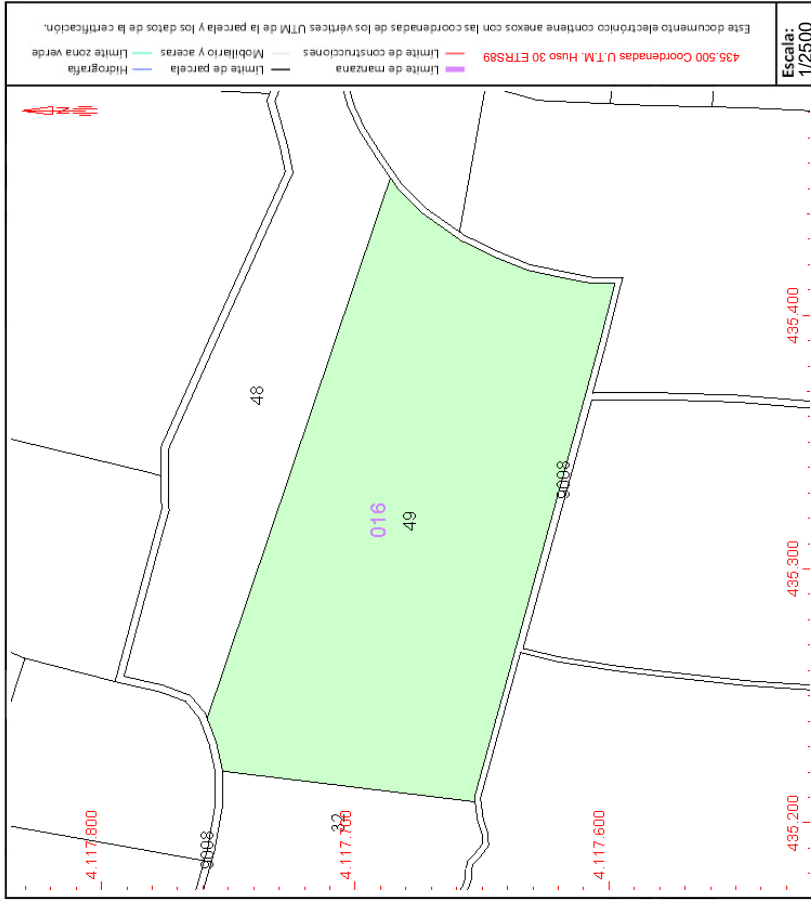 Este documento electrónico contiene anexos con las coordenadas de los vértices UTM de la parcela y los datos de la certificación.
Límite de manzana
Límite de parcela
Hidrografía
Límite de construcciones
Mobiliario y aceras
Límite zona verde
435.500 Coordenadas U.T.M. Huso 30 ETRS89
Escala:
1/2500
48
016
49
32
9008
9008
4.117.800
4.117.700
4.117.600
435.400
435.300
435.200